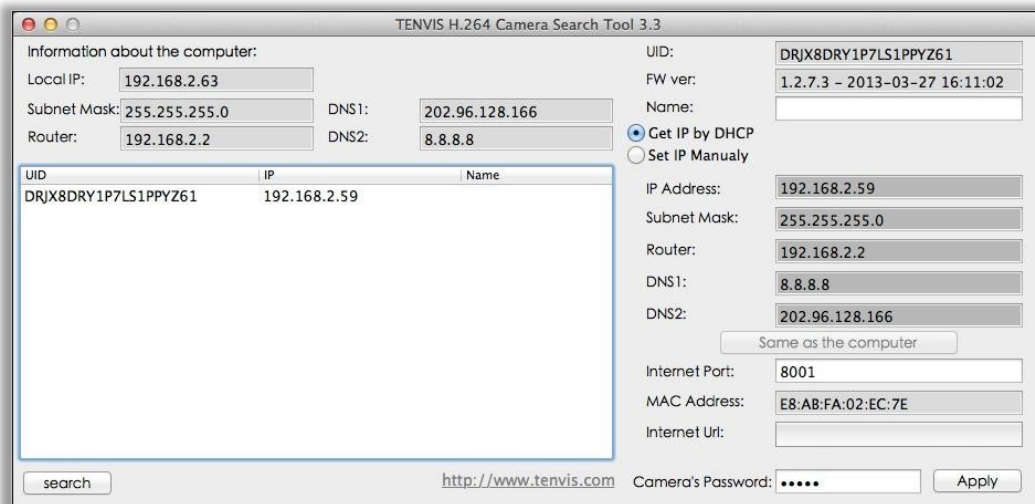 TENVIS H.264 Camera Search Tool 3.3
Information about the computer:
Local IP: 192.168.2.63
Subnet Mask: 255.255.255.0 DNS1: 202.96.128.166
Router: 192.168.2.2 DNS2: 8.8.8.8
UID IP Name
DRJX8DRY1P7LS1PPYZ61 192.168.2.59
search
http://www.tenvis.com
UID: DRJX8DRY1P7LS1PPYZ61
FW ver: 1.2.7.3 - 2013-03-27 16:11:02
Name:
Get IP by DHCP
Set IP Manualy
IP Address: 192.168.2.59
Subnet Mask: 255.255.255.0
Router: 192.168.2.2
DNS1: 8.8.8.8
DNS2: 202.96.128.166
Same as the computer
Internet Port: 8001
MAC Address: E8:AB:FA:02:EC:7E
Internet Url:
Camera's Password: •••••
Apply